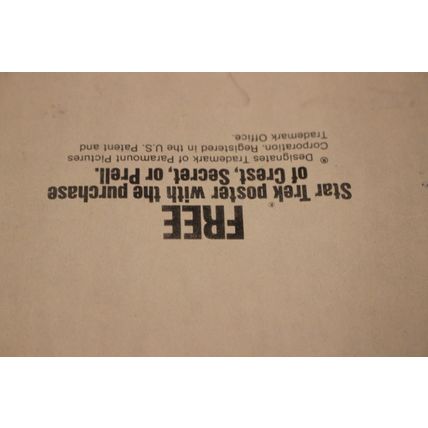 FREE
Star Trek® poster with the purchase
of Crest, Secret, or Prell.
® Designates Trademark of Paramount Pictures
Corporation. Registered in the U.S. Patent and
Trademark Office.